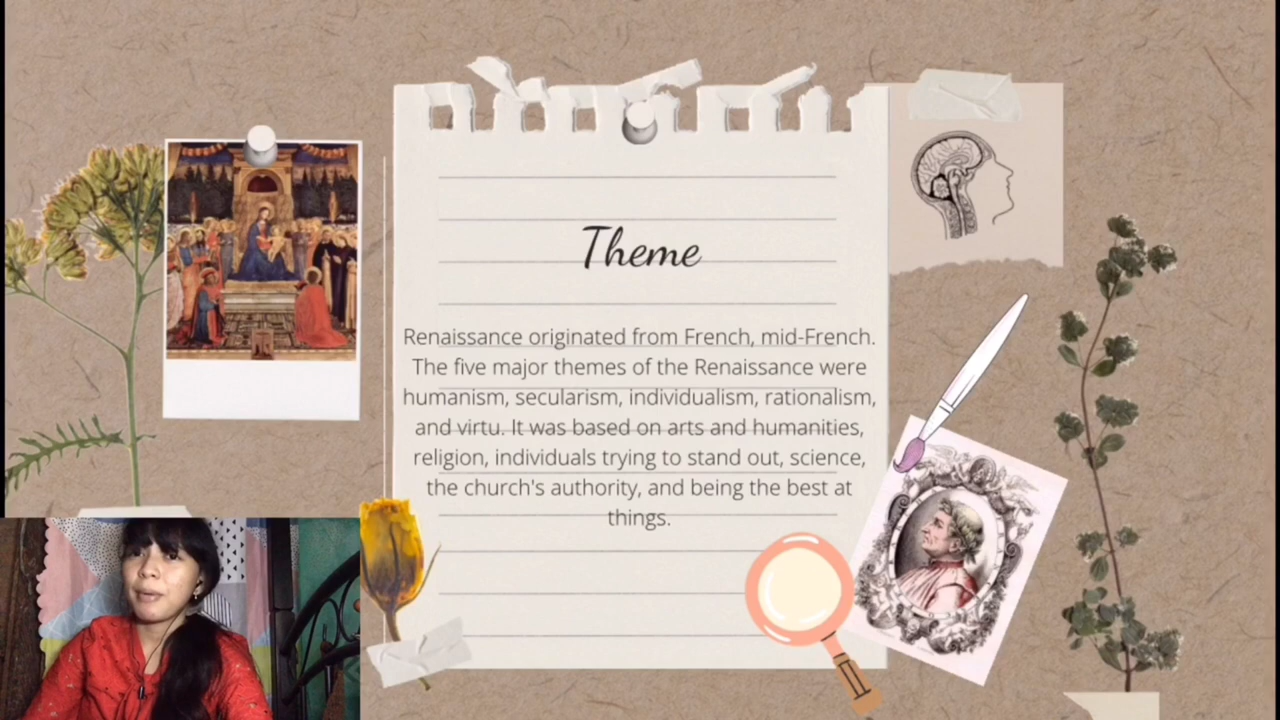 Theme
Renaissance originated from French, mid-French.
The five major themes of the Renaissance were
humanism, secularism, individualism, rationalism,
and virtu. It was based on arts and humanities,
religion, individuals trying to stand out, science,
the church's authority, and being the best at
things.